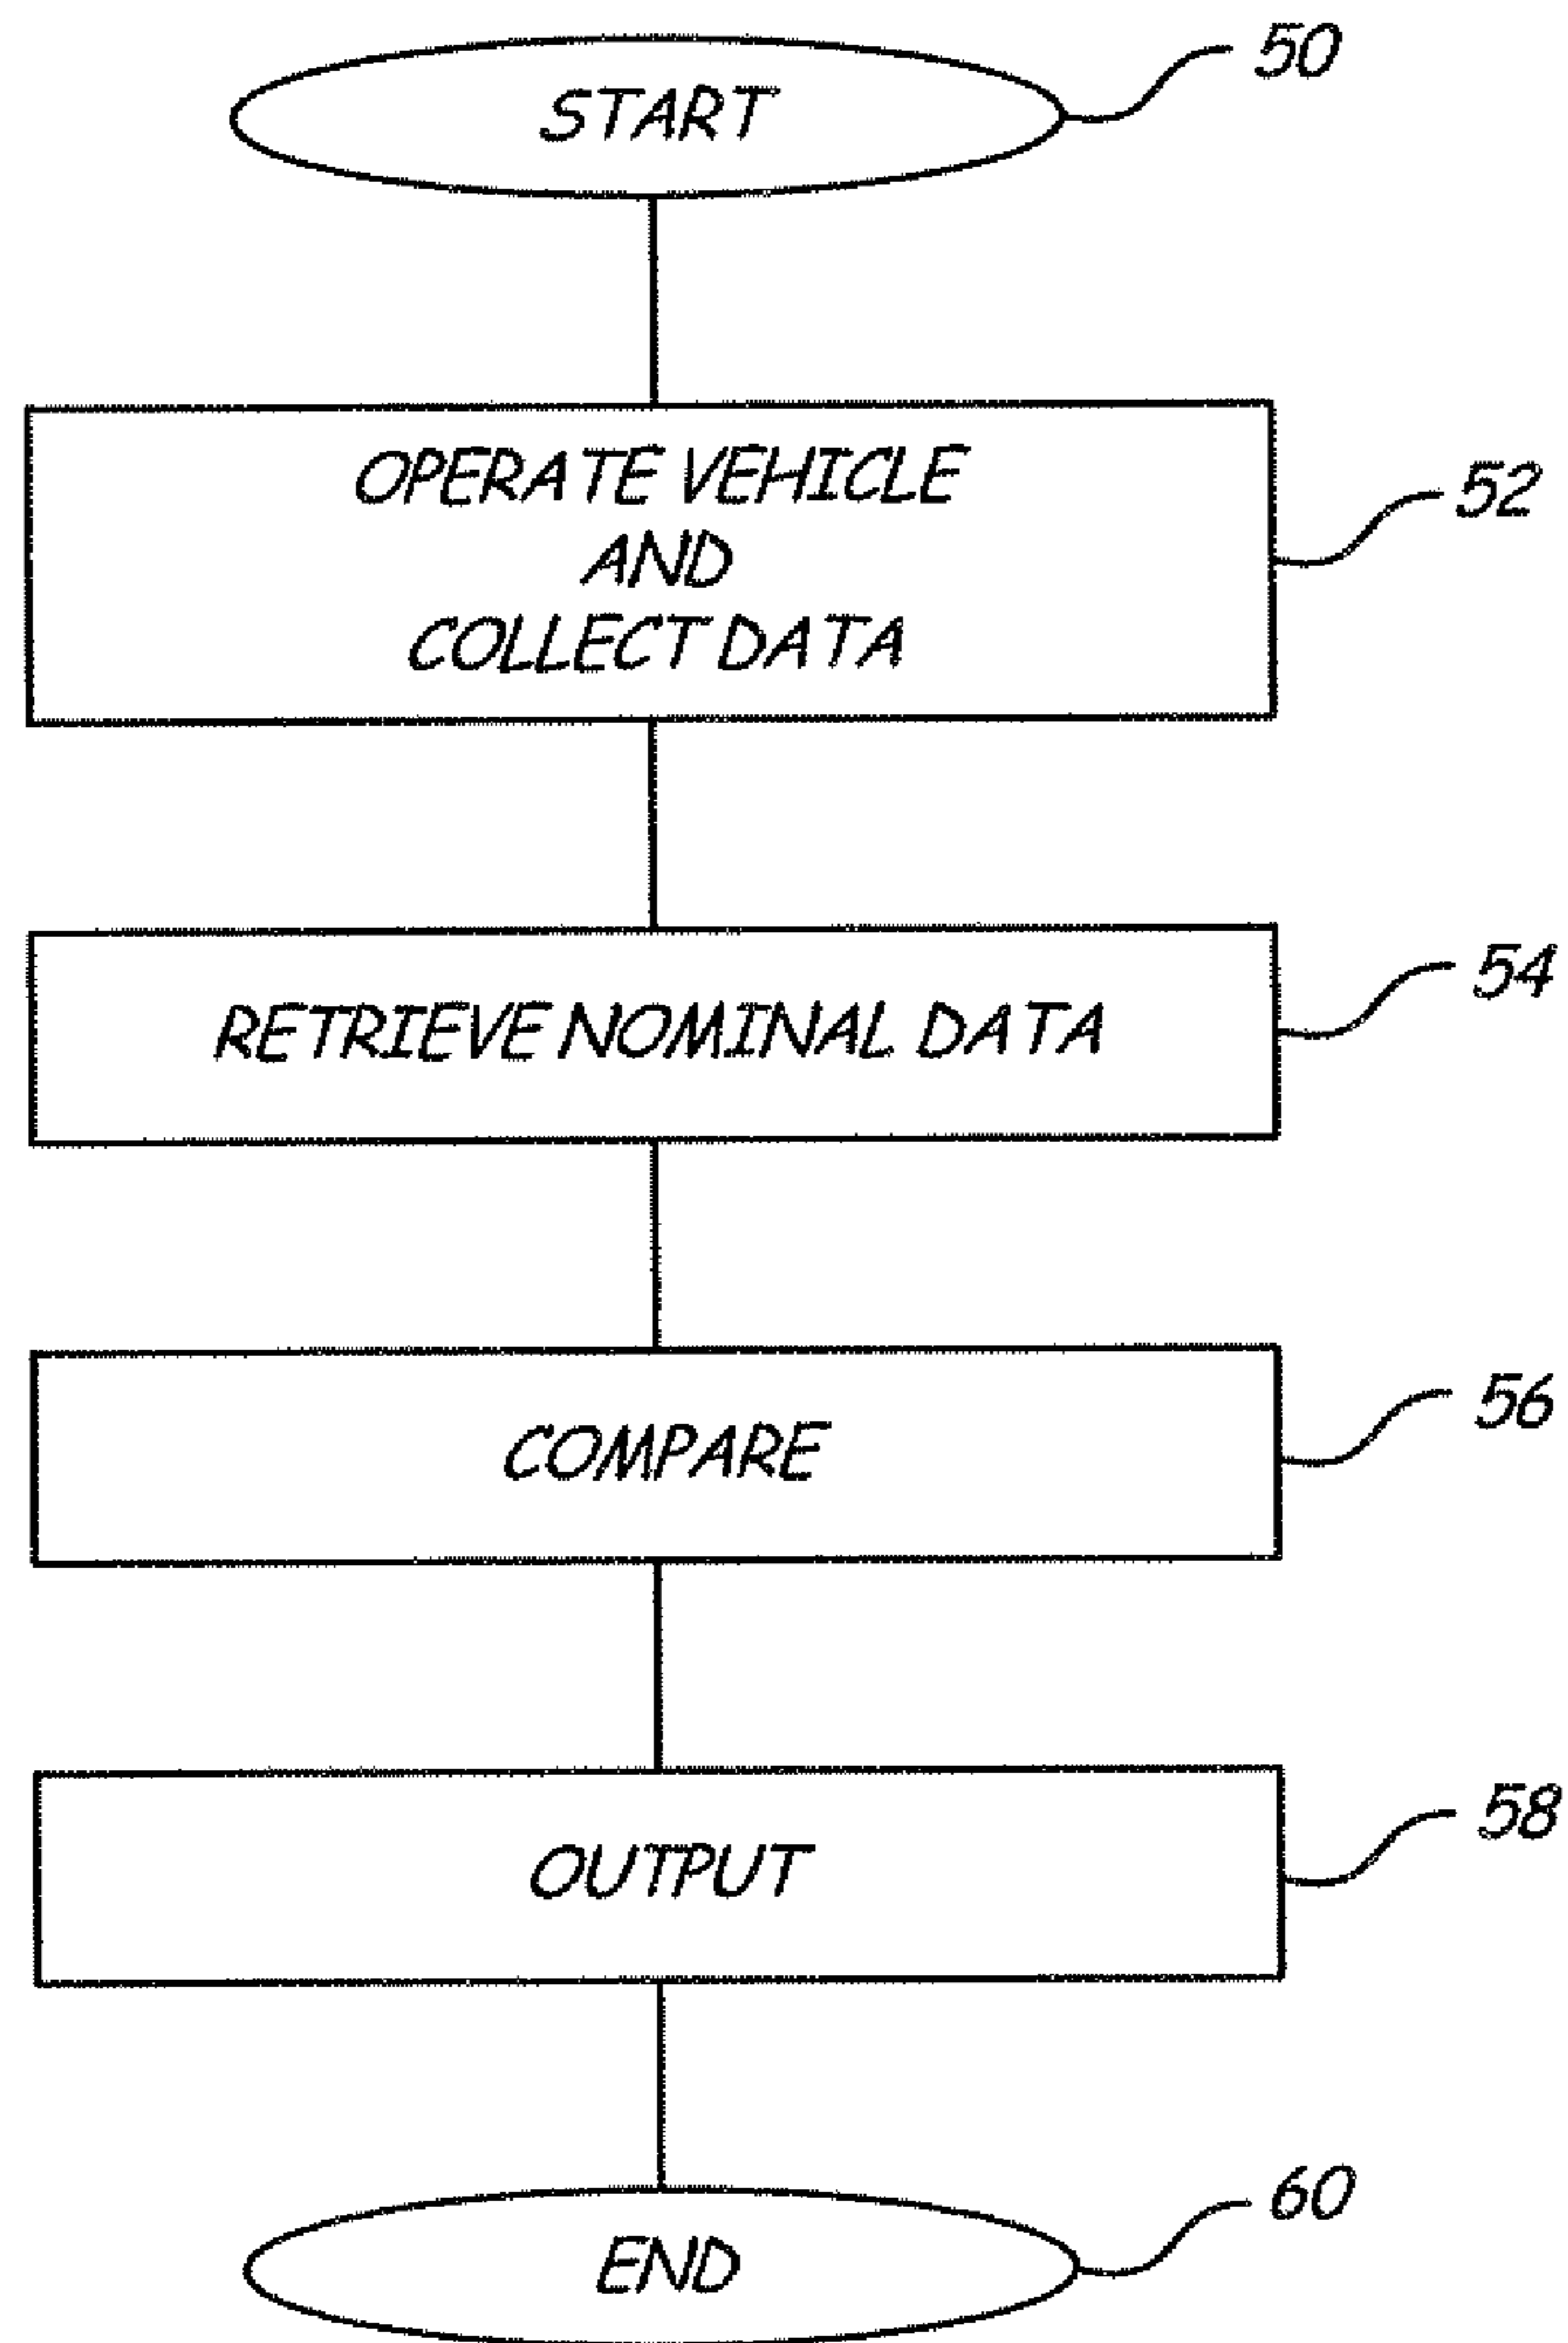 START
50
OPERATE VEHICLE
AND
COLLECT DATA
52
RETRIEVE NOMINAL DATA
54
COMPARE
56
OUTPUT
58
END
60